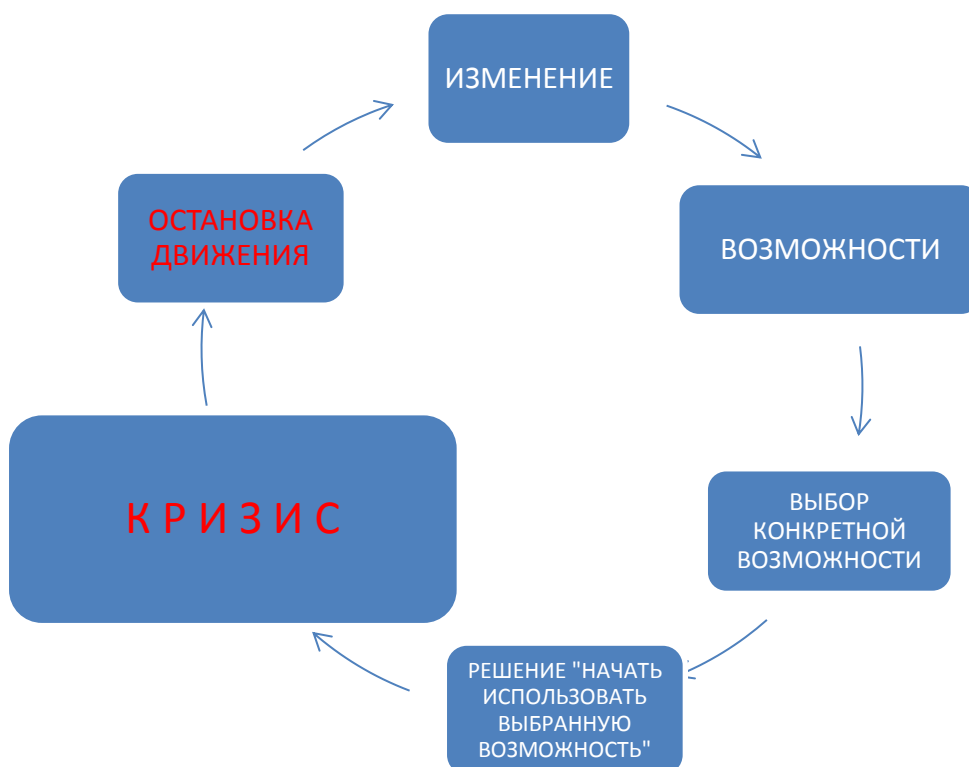 ИЗМЕНЕНИЕ
ВОЗМОЖНОСТИ
ВЫБОР
КОНКРЕТНОЙ
ВОЗМОЖНОСТИ
РЕШЕНИЕ "НАЧАТЬ
ИСПОЛЬЗОВАТЬ
ВЫБРАННУЮ
ВОЗМОЖНОСТЬ"
К Р И З И С
ОСТАНОВКА
ДВИЖЕНИЯ